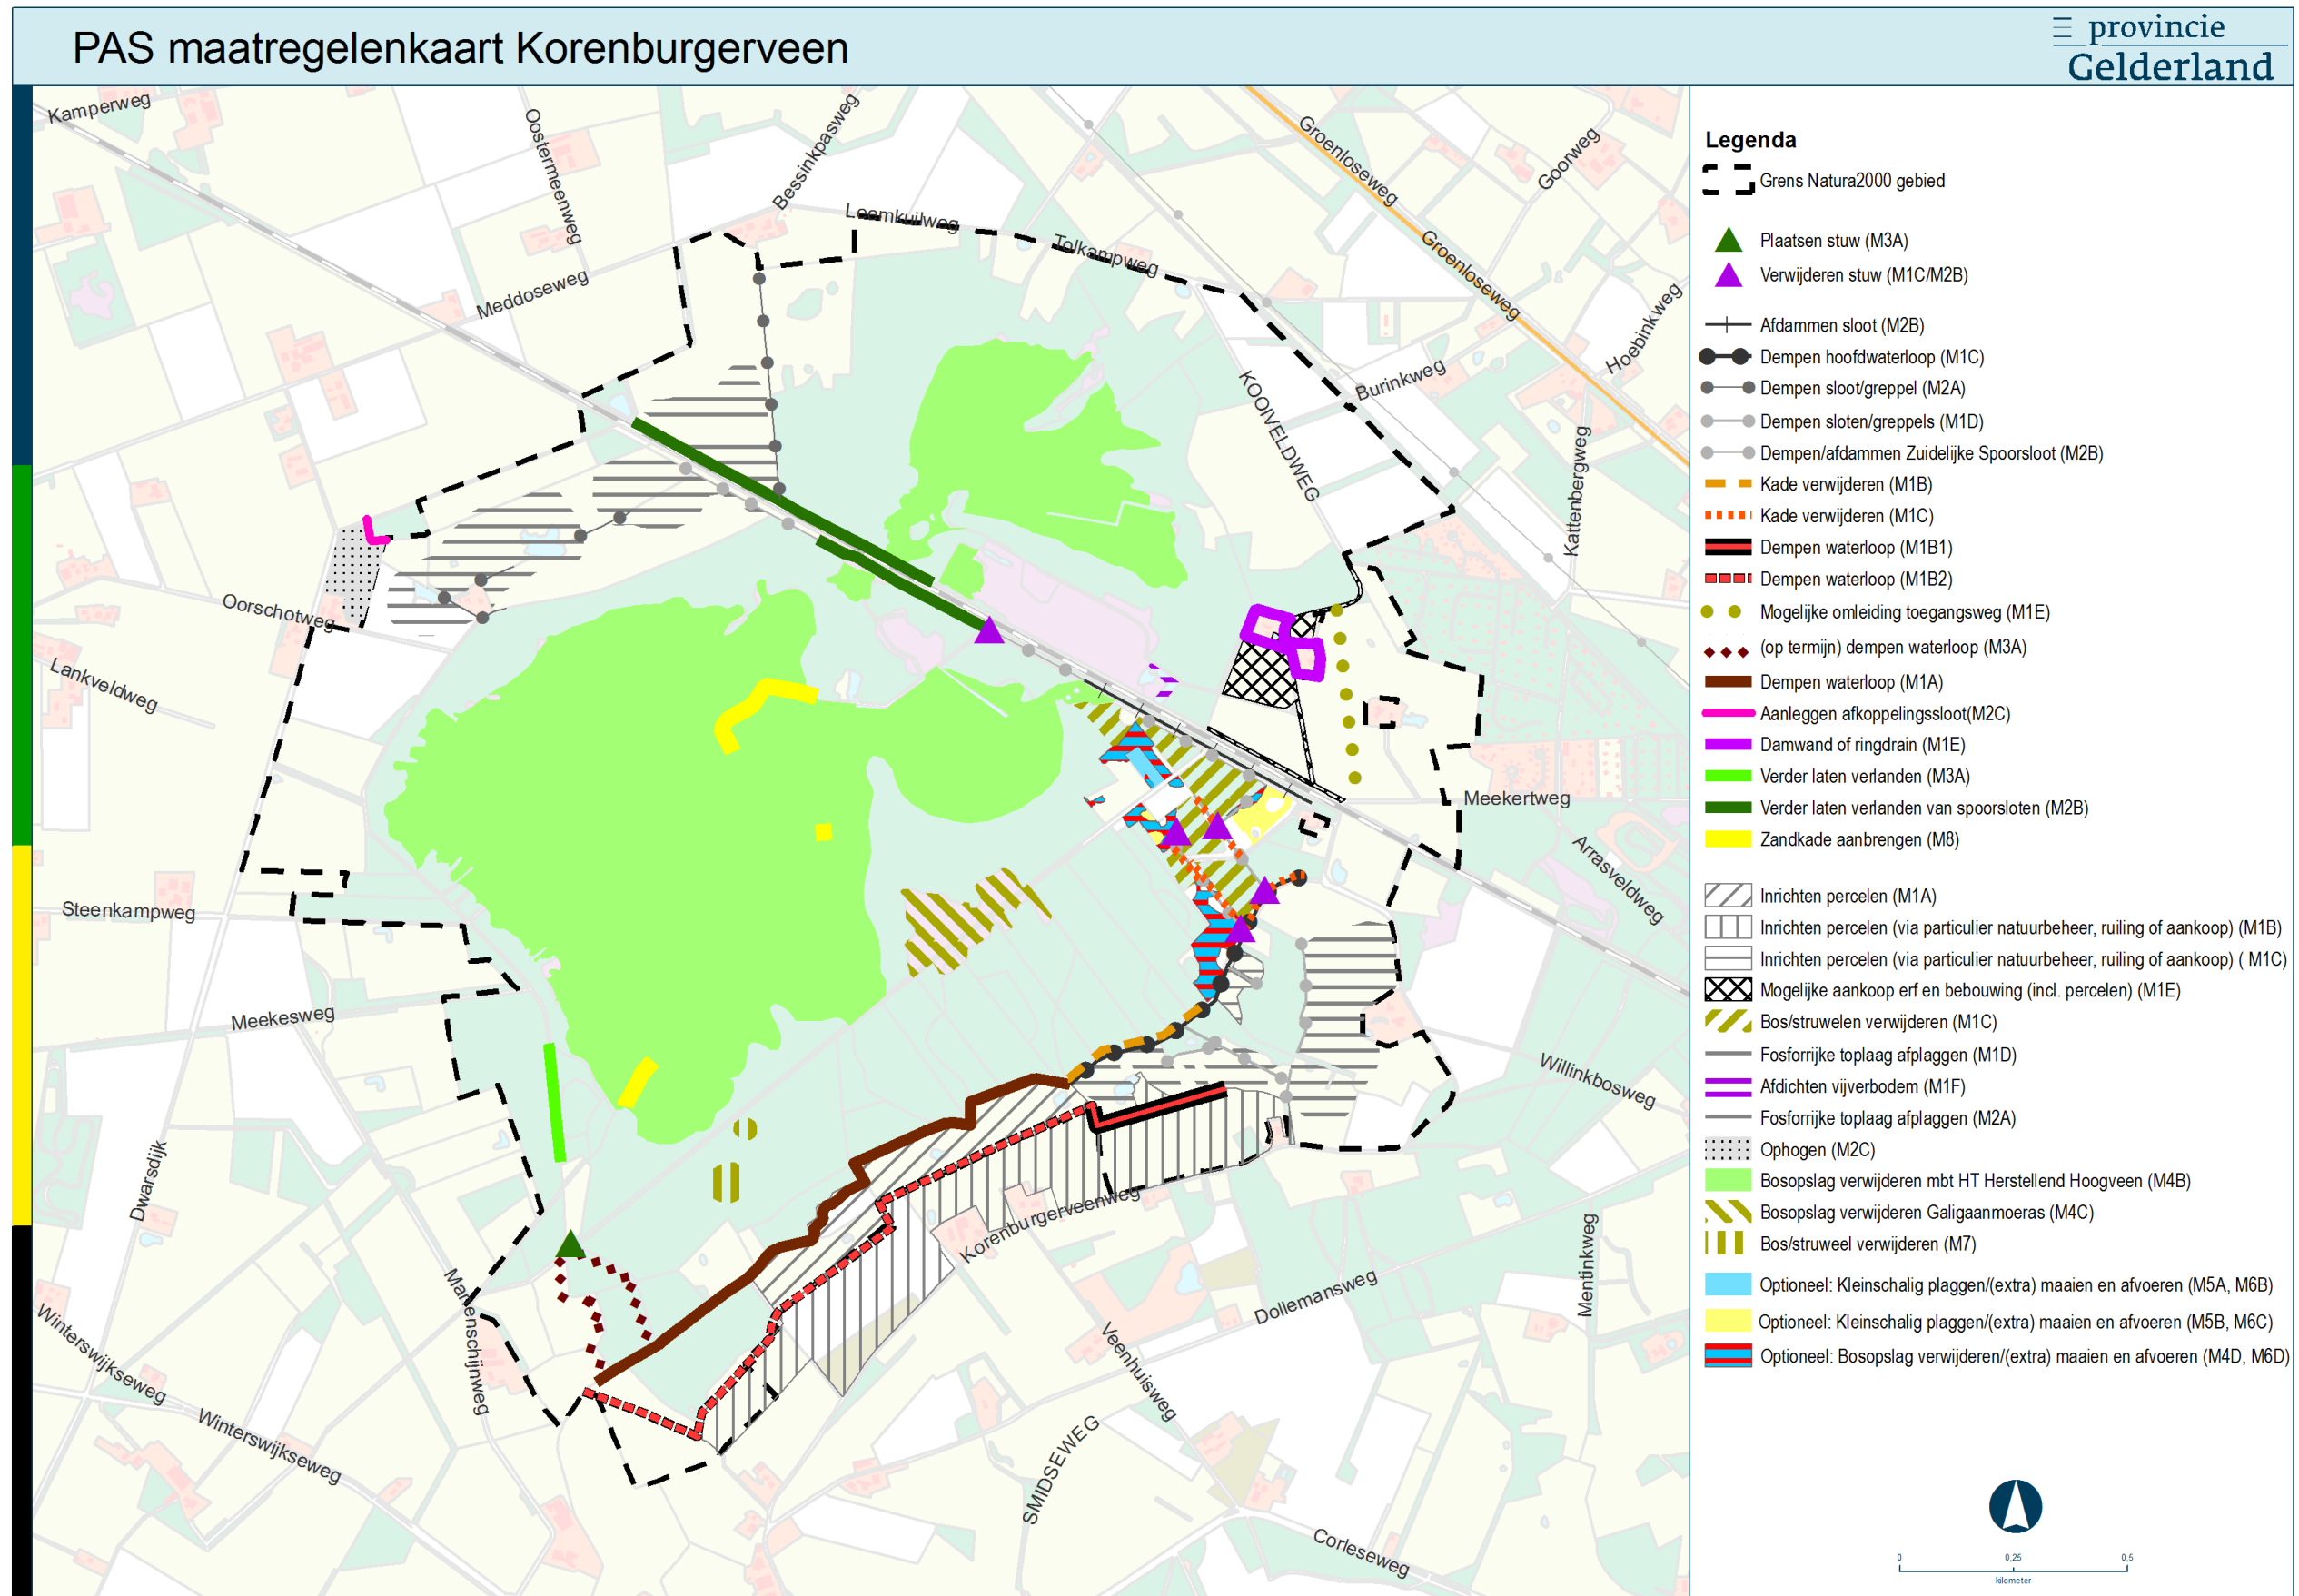 PAS maatregelenkaart Korenburgerveen
provincie
Gelderland
Kamperweg
Oostermeenweg
Bessinkpasweg
Leemkuilweg
Tolkampweg
Groenloseweg
Goorweg
Groenloseweg
Hoebinkweg
Meddoseweg
KOOIVELDWEG
Burinkweg
Kattenbergweg
Oorschotweg
Lankveldweg
Meekertweg
Arrasveldweg
Steenkampweg
Meekesweg
Willinkbosweg
Dwarsdijk
Korenburgerveenweg
Marienschijnweg
Dollemansweg
Mentinkweg
Winterswijkseweg
Winterswijkseweg
Veenhuisweg
SMIDSEWEG
Corleseweg
Legenda
Grens Natura2000 gebied
Plaatsen stuw (M3A)
Verwijderen stuw (M1C/M2B)
Afdammen sloot (M2B)
Dempen hoofdwaterloop (M1C)
Dempen sloot/greppel (M2A)
Dempen sloten/greppels (M1D)
Dempen/afdammen Zuidelijke Spoorsloot (M2B)
Kade verwijderen (M1B)
Kade verwijderen (M1C)
Dempen waterloop (M1B1)
Dempen waterloop (M1B2)
Mogelijke omleiding toegangsweg (M1E)
(op termijn) dempen waterloop (M3A)
Dempen waterloop (M1A)
Aanleggen afkoppelingssloot(M2C)
Damwand of ringdrain (M1E)
Verder laten verlanden (M3A)
Verder laten verlanden van spoorsloten (M2B)
Zandkade aanbrengen (M8)
Inrichten percelen (M1A)
Inrichten percelen (via particulier natuurbeheer, ruiling of aankoop) (M1B)
Inrichten percelen (via particulier natuurbeheer, ruiling of aankoop) ( M1C)
Mogelijke aankoop erf en bebouwing (incl. percelen) (M1E)
Bos/struwelen verwijderen (M1C)
Fosforrijke toplaag afplaggen (M1D)
Afdichten vijverbodem (M1F)
Fosforrijke toplaag afplaggen (M2A)
Ophogen (M2C)
Bosopslag verwijderen mbt HT Herstellend Hoogveen (M4B)
Bosopslag verwijderen Galigaanmoeras (M4C)
Bos/struweel verwijderen (M7)
Optioneel: Kleinschalig plaggen/(extra) maaien en afvoeren (M5A, M6B)
Optioneel: Kleinschalig plaggen/(extra) maaien en afvoeren (M5B, M6C)
Optioneel: Bosopslag verwijderen/(extra) maaien en afvoeren (M4D, M6D)
0 0,25 0,5
kilometer